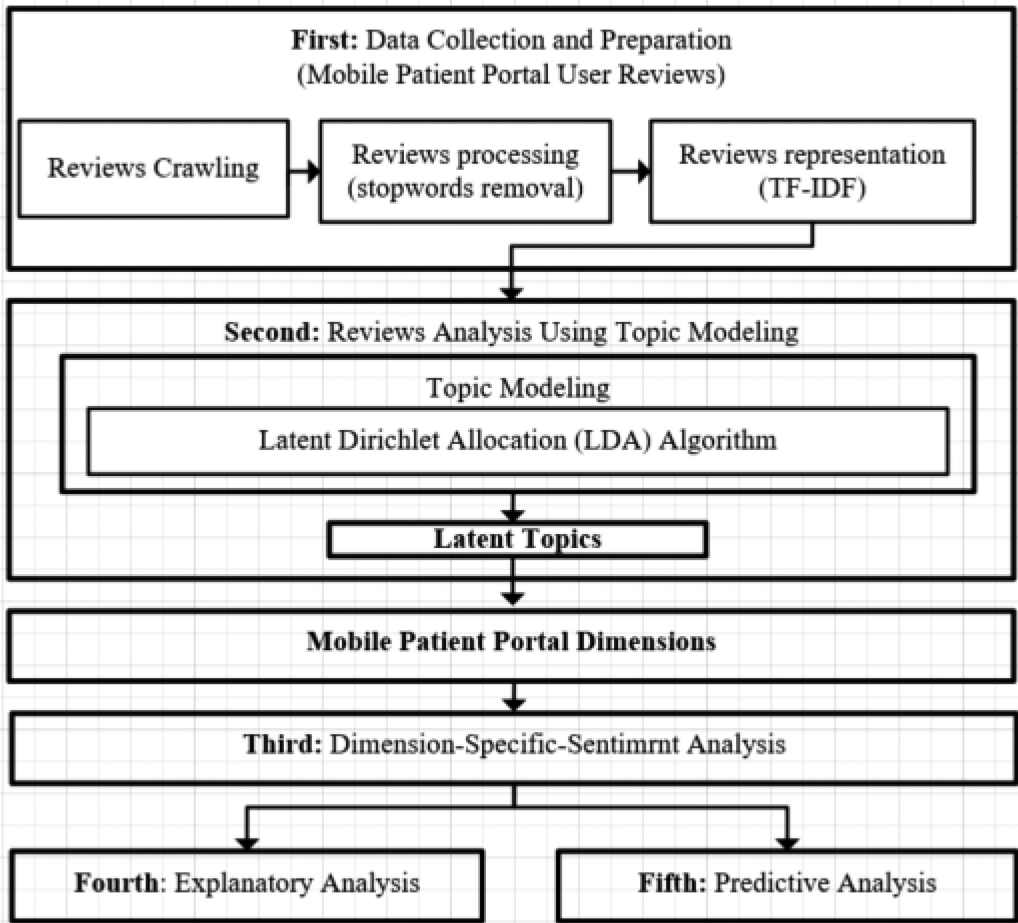 First: Data Collection and Preparation
(Mobile Patient Portal User Reviews)
Reviews Crawling
Reviews processing
(stopwords removal)
Reviews representation
(TF-IDF)
Second: Reviews Analysis Using Topic Modeling
Topic Modeling
Latent Dirichlet Allocation (LDA) Algorithm
Latent Topics
Mobile Patient Portal Dimensions
Third: Dimension-Specific-Sentimrnt Analysis
Fourth: Explanatory Analysis
Fifth: Predictive Analysis